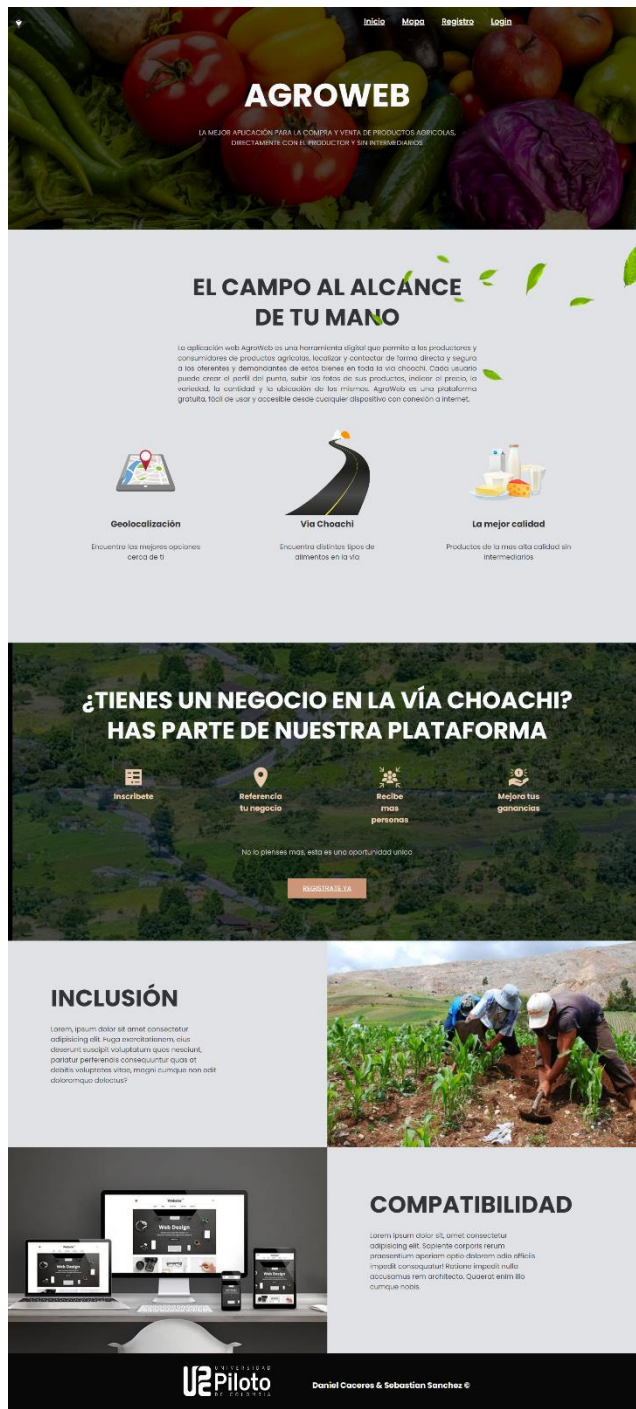 Inicio Mapa Registro Login
AGROWEB
LA MEJOR APLICACIÓN PARA LA COMPRA Y VENTA DE PRODUCTOS AGRICOLAS,
DIRECTAMENTE CON EL PRODUCTOR Y SIN INTERMEDIARIOS
EL CAMPO AL ALCANCE
DE TU MANO
La aplicación web AgroWeb es una herramienta digital que permite a los productores y
consumidores de productos agrícolas, localizar y contactar de forma directa y segura
a los oferentes y demandantes de estos bienes en toda la vía choachí. Cada usuario
puede crear el perfil del punto, subir las fotos de sus productos, indicar el precio, la
variedad, la cantidad y la ubicación de los mismos. AgroWeb es una plataforma
gratuita, fácil de usar y accesible desde cualquier dispositivo con conexión a internet.
Geolocalización
Encuentra las mejores opciones
cerca de ti
Vía Choachi
Encuentra distintos tipos de
alimentos en la vía
La mejor calidad
Productos de la mas alta calidad sin
intermediarios
¿TIENES UN NEGOCIO EN LA VÍA CHOACHI?
HAS PARTE DE NUESTRA PLATAFORMA
Inscribete
Referencia
tu negocio
Recibe
mas
personas
Mejora tus
ganancias
No lo pienses mas, esta es una oportunidad unica
REGISTRATE YA
INCLUSIÓN
Lorem, ipsum dolor sit amet consectetur
adipisicing elit. Fuga exercitationem, eius
deserunt suscipit voluptatum quos nesciunt,
pariatur perferendis consequuntur quas at
debitis voluptates vitae, magni cumque non odit
doloremque delectus?
Web Design
Web Design
Web Design
COMPATIBILIDAD
Lorem ipsum dolor sit, amet consectetur
adipisicing elit. Sapiente corporis rerum
praesentium aperiam optio dolorem odio officiis
impedit consequatur! Ratione impedit nulla
accusamus rem architecto. Quaerat enim illo
cumque nobis.
UNIVERSIDAD
Piloto
DE COLOMBIA
Daniel Caceros & Sebastian Sanchez ©